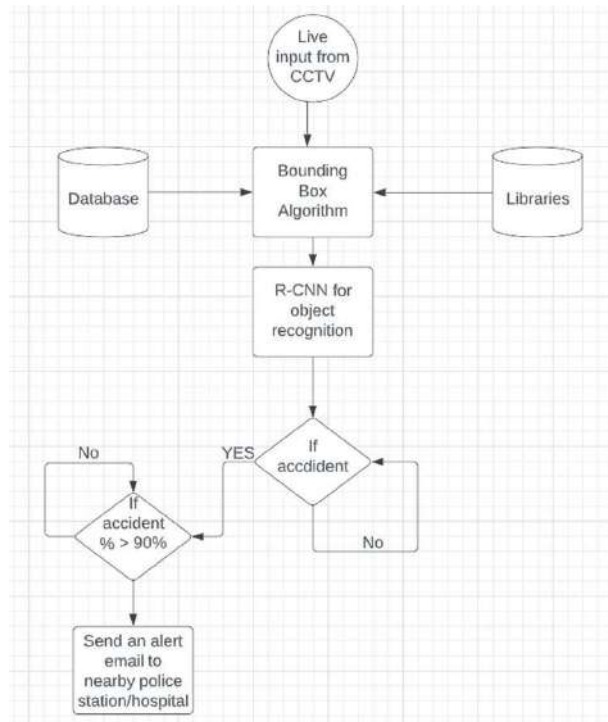 Live
input from
CCTV
Database
Bounding
Box
Algorithm
Libraries
R-CNN for
object
recognition
If
accdident
YES
No
No
If
accident
% > 90%
Send an alert
email to
nearby police
station/hospital